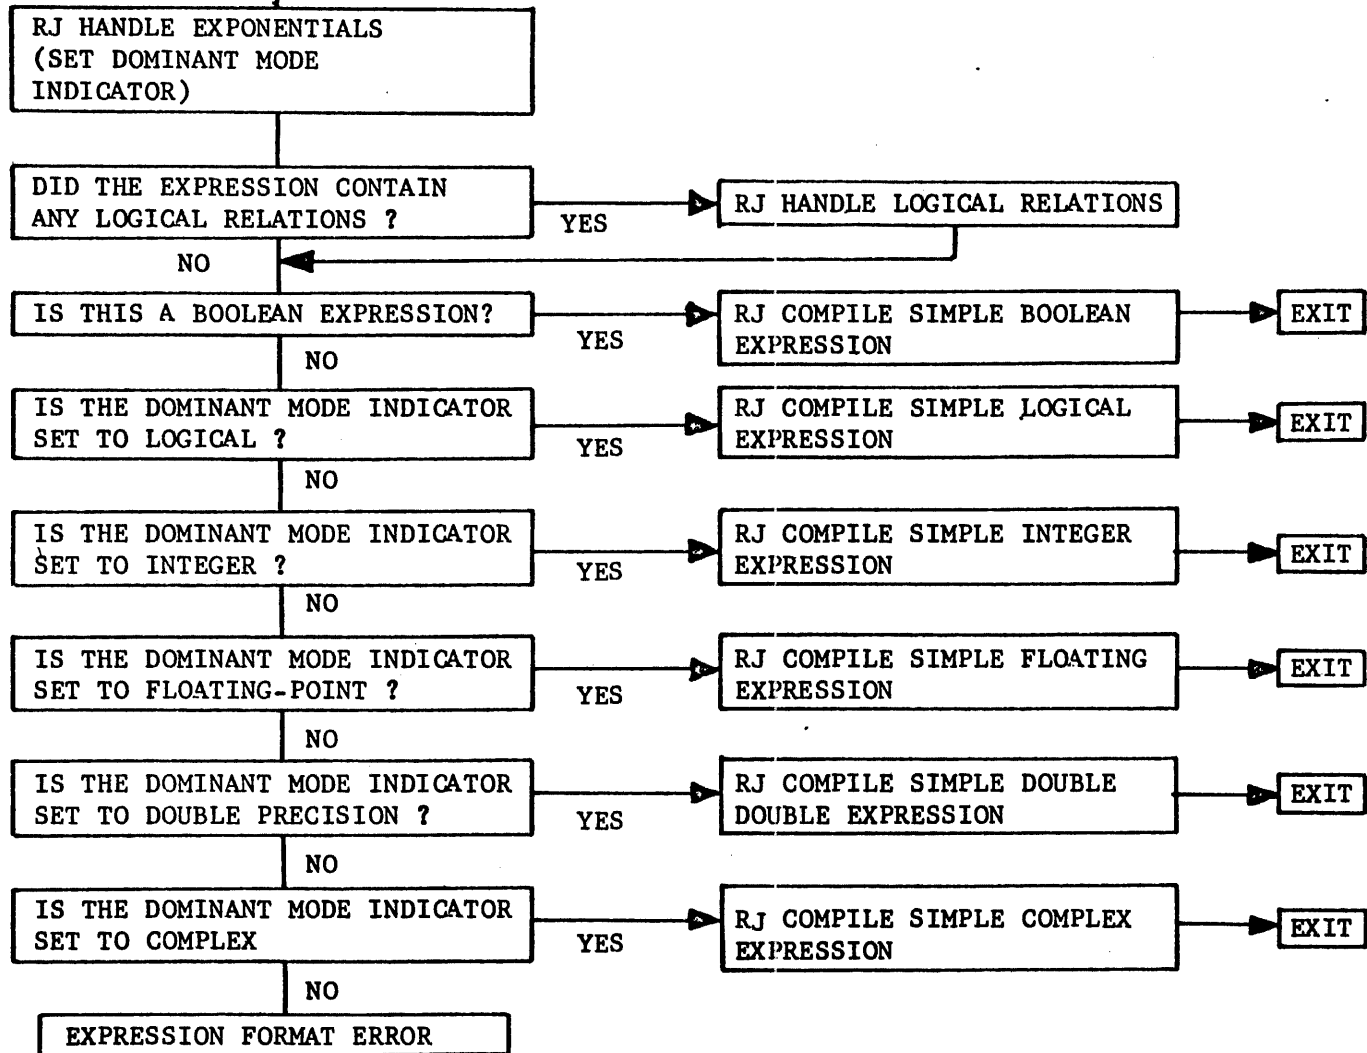 RJ HANDLE EXPONENTIALS
(SET DOMINANT MODE
INDICATOR)
DID THE EXPRESSION CONTAIN
ANY LOGICAL RELATIONS ?
YES
RJ HANDLE LOGICAL RELATIONS
NO
IS THIS A BOOLEAN EXPRESSION?
YES
RJ COMPILE SIMPLE BOOLEAN
EXPRESSION
EXIT
NO
IS THE DOMINANT MODE INDICATOR
SET TO LOGICAL ?
YES
RJ COMPILE SIMPLE LOGICAL
EXPRESSION
EXIT
NO
IS THE DOMINANT MODE INDICATOR
SET TO INTEGER ?
YES
RJ COMPILE SIMPLE INTEGER
EXPRESSION
EXIT
NO
IS THE DOMINANT MODE INDICATOR
SET TO FLOATING-POINT ?
YES
RJ COMPILE SIMPLE FLOATING
EXPRESSION
EXIT
NO
IS THE DOMINANT MODE INDICATOR
SET TO DOUBLE PRECISION ?
YES
RJ COMPILE SIMPLE DOUBLE
DOUBLE EXPRESSION
EXIT
NO
IS THE DOMINANT MODE INDICATOR
SET TO COMPLEX
YES
RJ COMPILE SIMPLE COMPLEX
EXPRESSION
EXIT
NO
EXPRESSION FORMAT ERROR